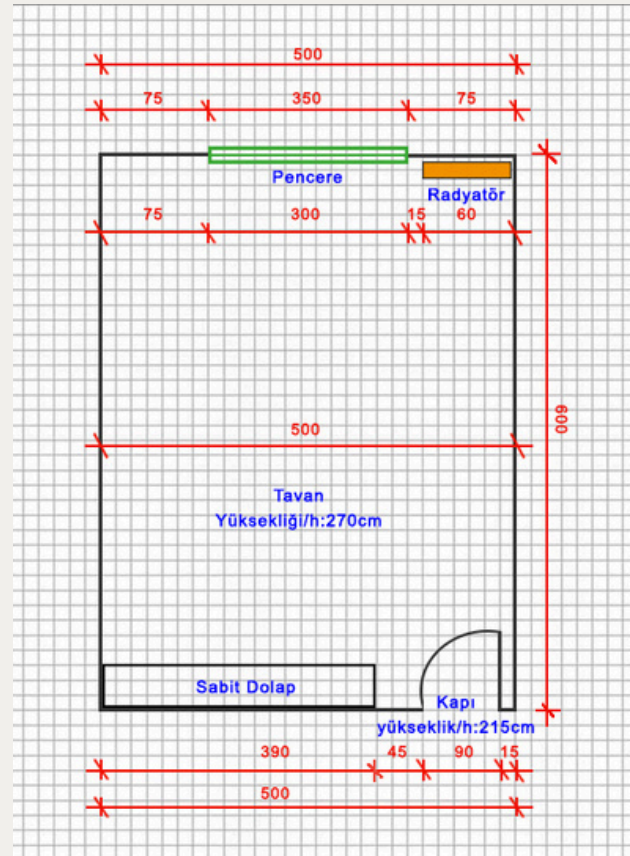 500
75 350 75
Pencere
Radyatör
75 300 15 60
600
500
Tavan
Yüksekliği/h:270cm
Sabit Dolap
Kapı
yükseklik/h:215cm
390 45 90 15
500